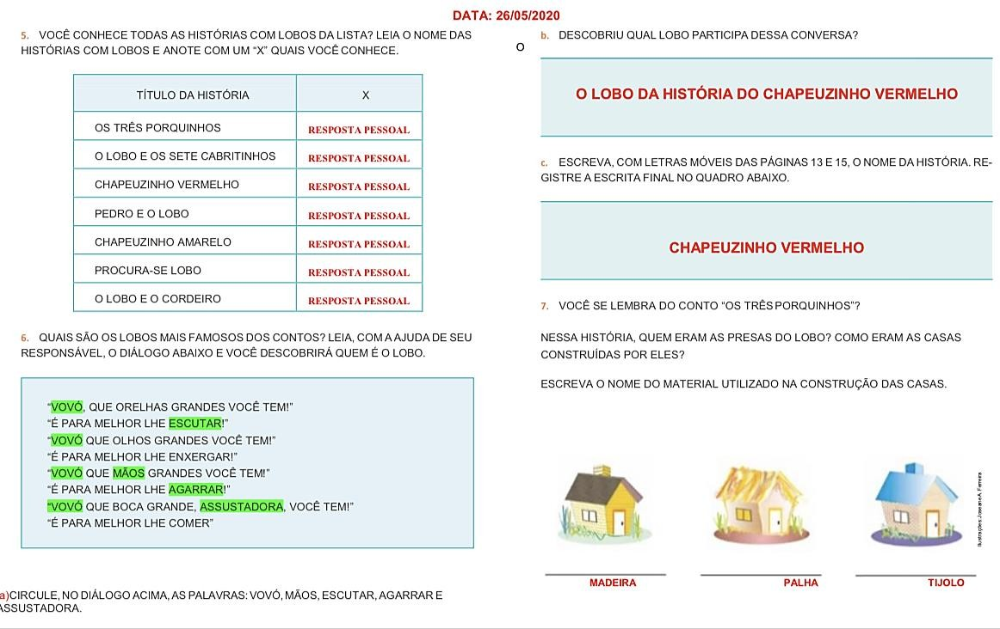 DATA: 26/05/2020
5. VOCÊ CONHECE TODAS AS HISTÓRIAS COM LOBOS DA LISTA? LEIA O NOME DAS
HISTÓRIAS COM LOBOS E ANOTE COM UM “X” QUAIS VOCÊ CONHECE.
TÍTULO DA HISTÓRIA X
OS TRÊS PORQUINHOS RESPOSTA PESSOAL
O LOBO E OS SETE CABRITINHOS RESPOSTA PESSOAL
CHAPEUZINHO VERMELHO RESPOSTA PESSOAL
PEDRO E O LOBO RESPOSTA PESSOAL
CHAPEUZINHO AMARELO RESPOSTA PESSOAL
PROCURA-SE LOBO RESPOSTA PESSOAL
O LOBO E O CORDEIRO RESPOSTA PESSOAL
6. QUAIS SÃO OS LOBOS MAIS FAMOSOS DOS CONTOS? LEIA, COM A AJUDA DE SEU
RESPONSÁVEL, O DIÁLOGO ABAIXO E VOCÊ DESCOBRIRÁ QUEM É O LOBO.
“VOVÓ, QUE ORELHAS GRANDES VOCÊ TEM!”
“É PARA MELHOR LHE ESCUTAR!”
“VOVÓ QUE OLHOS GRANDES VOCÊ TEM!”
“É PARA MELHOR LHE ENXERGAR!”
“VOVÓ QUE MÃOS GRANDES VOCÊ TEM!”
“É PARA MELHOR LHE AGARRAR!”
“VOVÓ QUE BOCA GRANDE, ASSUSTADORA, VOCÊ TEM!”
“É PARA MELHOR LHE COMER”
a)CIRCULE, NO DIÁLOGO ACIMA, AS PALAVRAS: VOVÓ, MÃOS, ESCUTAR, AGARRAR E
ASSUSTADORA.
O
b. DESCOBRIU QUAL LOBO PARTICIPA DESSA CONVERSA?
O LOBO DA HISTÓRIA DO CHAPEUZINHO VERMELHO
c. ESCREVA, COM LETRAS MÓVEIS DAS PÁGINAS 13 E 15, O NOME DA HISTÓRIA. RE-
GISTRE A ESCRITA FINAL NO QUADRO ABAIXO.
CHAPEUZINHO VERMELHO
7. VOCÊ SE LEMBRA DO CONTO “OS TRÊS PORQUINHOS”?
NESSA HISTÓRIA, QUEM ERAM AS PRESAS DO LOBO? COMO ERAM AS CASAS
CONSTRUÍDAS POR ELES?
ESCREVA O NOME DO MATERIAL UTILIZADO NA CONSTRUÇÃO DAS CASAS.
Ilustrações: Joseane A. Ferreira
MADEIRA PALHA TIJOLO